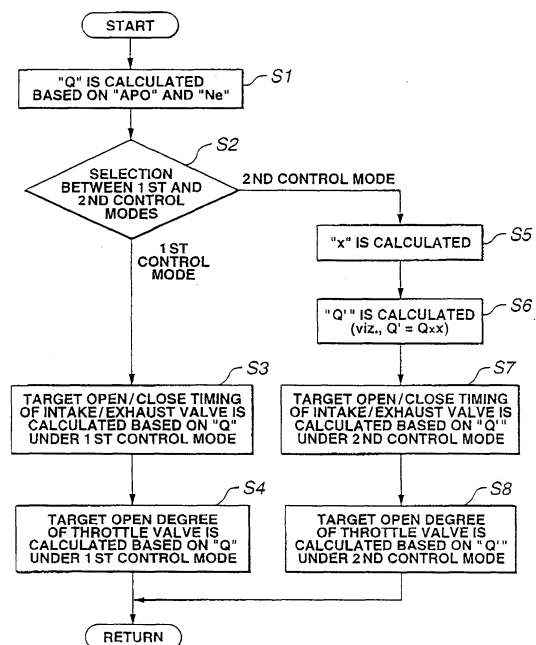 START
"Q" IS CALCULATED
BASED ON "APO" AND "Ne"
S1
S2
SELECTION
BETWEEN 1ST AND
2ND CONTROL
MODES
2ND CONTROL MODE
1ST
CONTROL
MODE
"x" IS CALCULATED
S5
"Q'" IS CALCULATED
(viz., Q' = Qxx)
S6
S3
TARGET OPEN/CLOSE TIMING
OF INTAKE/EXHAUST VALVE IS
CALCULATED BASED ON "Q"
UNDER 1ST CONTROL MODE
S7
TARGET OPEN/CLOSE TIMING
OF INTAKE/EXHAUST VALVE IS
CALCULATED BASED ON "Q'"
UNDER 2ND CONTROL MODE
S4
TARGET OPEN DEGREE
OF THROTTLE VALVE IS
CALCULATED BASED ON "Q"
UNDER 1ST CONTROL MODE
S8
TARGET OPEN DEGREE
OF THROTTLE VALVE IS
CALCULATED BASED ON "Q'"
UNDER 2ND CONTROL MODE
RETURN